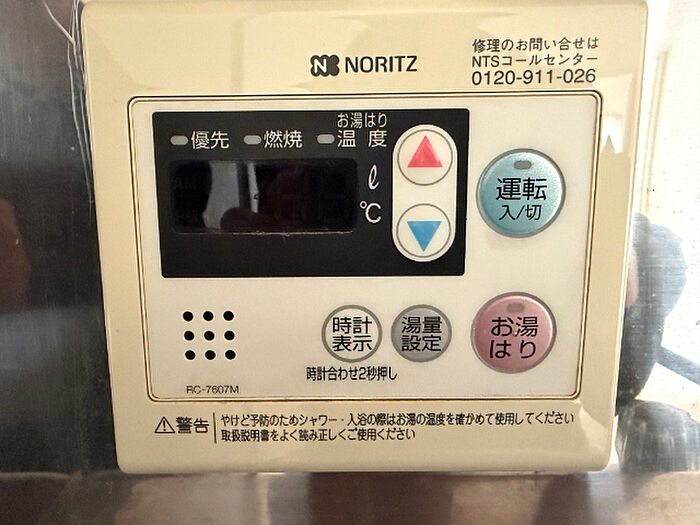 NORITZ
修理のお問い合せは
NTSコールセンター
0120-911-026
お湯はり
優先 燃焼 温度
ℓ
℃
運転
入/切
時計
表示
湯量
設定
お湯
はり
時計合わせ2秒押し
RC-7607M
⚠警告 やけど予防のためシャワー・入浴の際はお湯の温度を確かめて使用してください
取扱説明書をよく読み正しくご使用ください